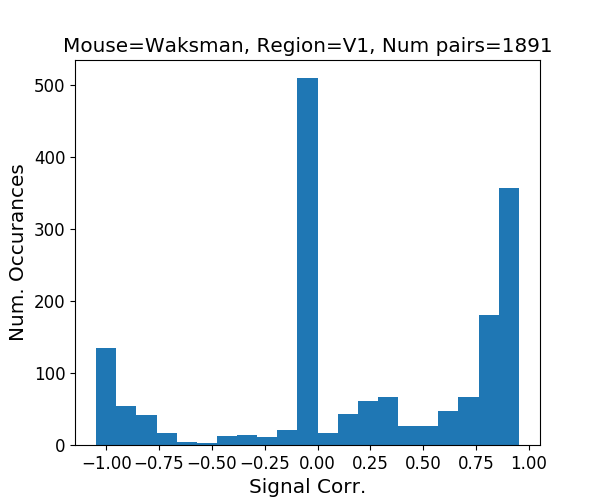 Mouse=Waksman, Region=V1, Num pairs=1891
500
400
300
200
100
0
Num. Occurances
−1.00 −0.75 −0.50 −0.25 0.00 0.25 0.50 0.75 1.00
Signal Corr.